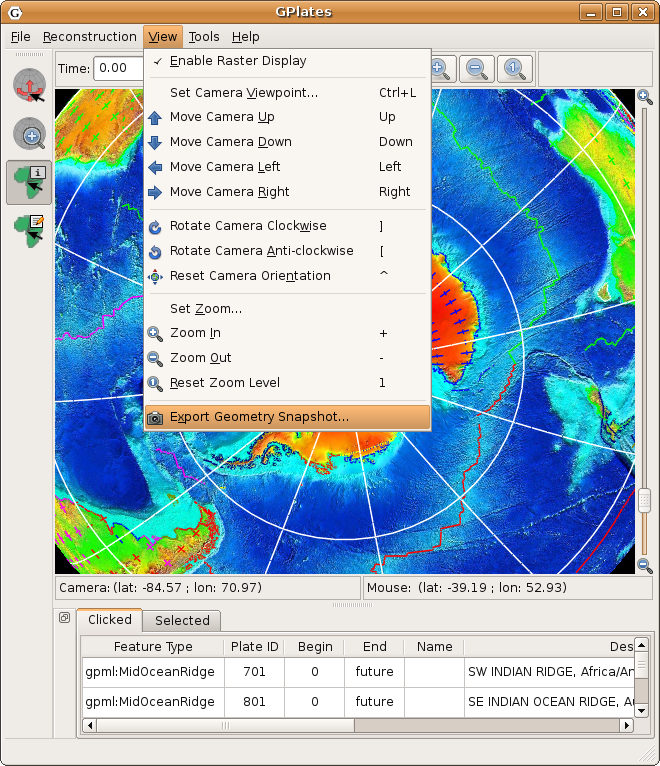 GPlates
File Reconstruction View Tools Help
Time: 0.00
Enable Raster Display
Set Camera Viewpoint... Ctrl+L
Move Camera Up Up
Move Camera Down Down
Move Camera Left Left
Move Camera Right Right
Rotate Camera Clockwise ]
Rotate Camera Anti-clockwise [
Reset Camera Orientation ^
Set Zoom...
Zoom In +
Zoom Out -
Reset Zoom Level 1
Export Geometry Snapshot...
Camera: (lat: -84.57 ; lon: 70.97) Mouse: (lat: -39.19 ; lon: 52.93)
Clicked Selected
Feature Type Plate ID Begin End Name Des
gpml:MidOceanRidge 701 0 future SW INDIAN RIDGE, Africa/An
gpml:MidOceanRidge 801 0 future SE INDIAN OCEAN RIDGE, Au